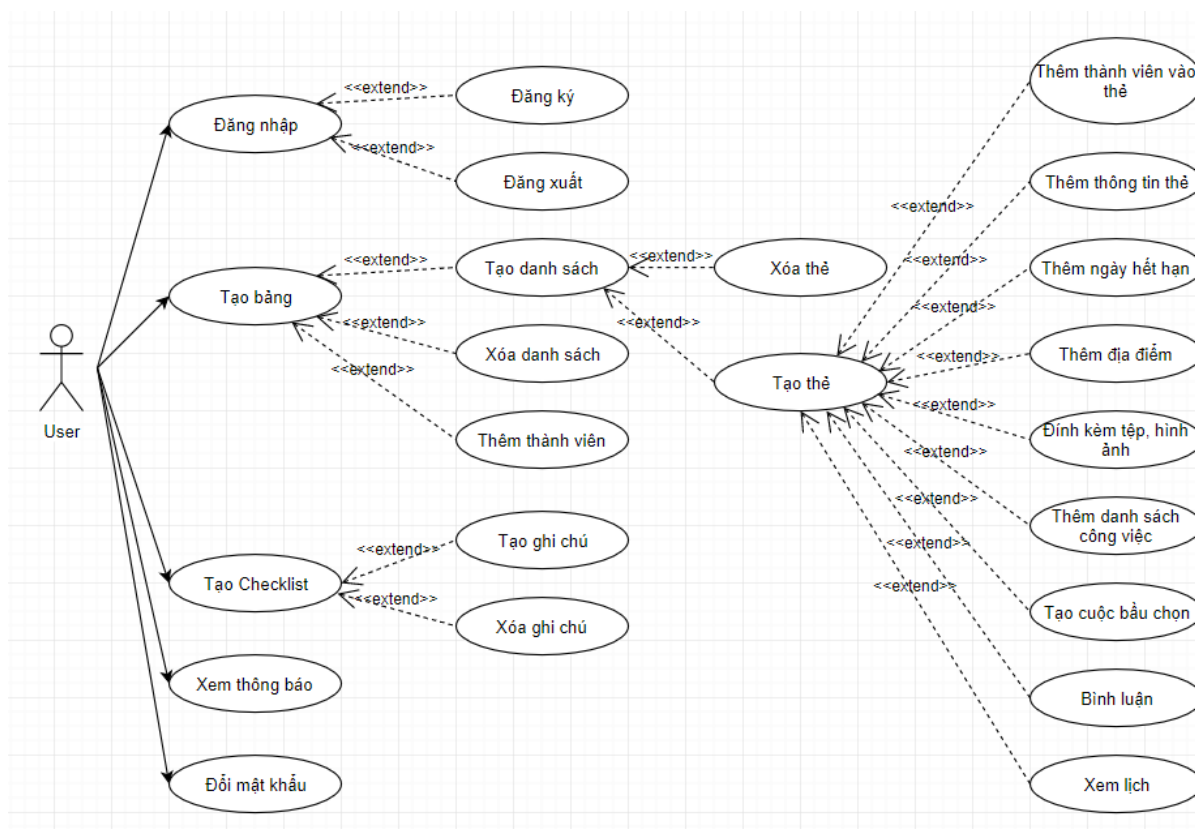 Thêm thành viên vào
thẻ
<<extend>>
Đăng ký
Đăng nhập
<<extend>>
Đăng xuất
Thêm thông tin thẻ
<<extend>>
<<extend>>
Tạo danh sách
<<extend>>
Xóa thẻ
<<extend>>
Thêm ngày hết hạn
<<extend>>
Tạo bảng
<<extend>>
<<extend>>
<<extend>>
Xóa danh sách
<<extend>>
Thêm địa điểm
<<extend>>
Tạo thẻ
<<extend>>
User
Thêm thành viên
Đính kèm tệp, hình
ảnh
<<extend>>
<<extend>>
Thêm danh sách
công việc
<<extend>>
Tạo ghi chú
<<extend>>
Tạo Checklist
<<extend>>
<<extend>>
Xóa ghi chú
Tạo cuộc bầu chọn
Xem thông báo
Bình luận
Đổi mật khẩu
Xem lịch